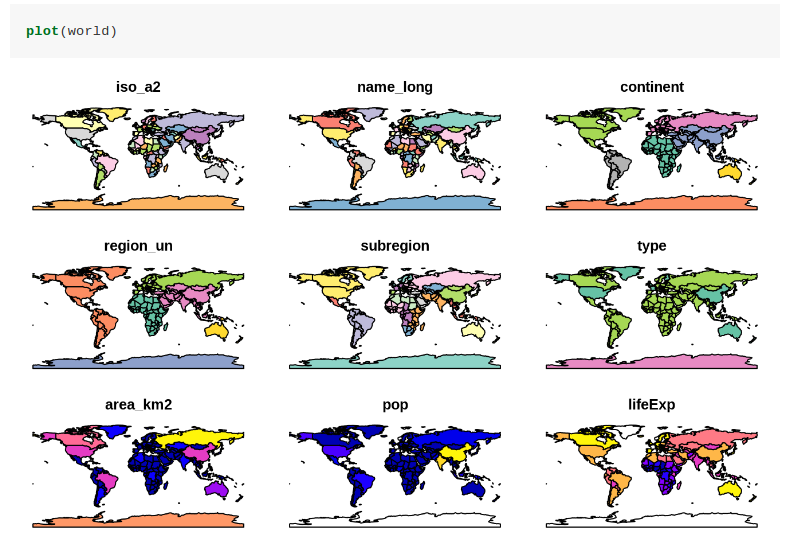 plot(world)
iso_a2 name_long continent
region_un subregion type
area_km2 pop lifeExp